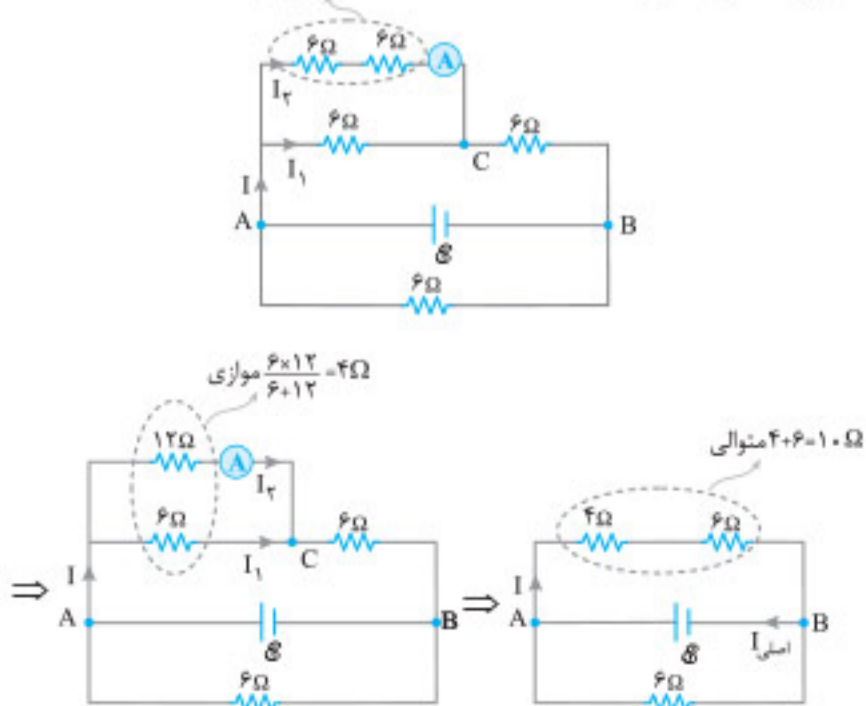 ۶Ω ۶Ω A
I۲
۶Ω ۶Ω
I۱ C
I
A B
ℰ
۶Ω
موازی ۶×۱۲/۶+۱۲ =۴Ω
۱۲Ω A
I۲
۶Ω ۶Ω
I۱ C
I
⇒
A B
ℰ
۶Ω
متوالی ۴+۶=۱۰Ω
۴Ω ۶Ω
I
⇒
A B
ℰ
I اصلی
۶Ω